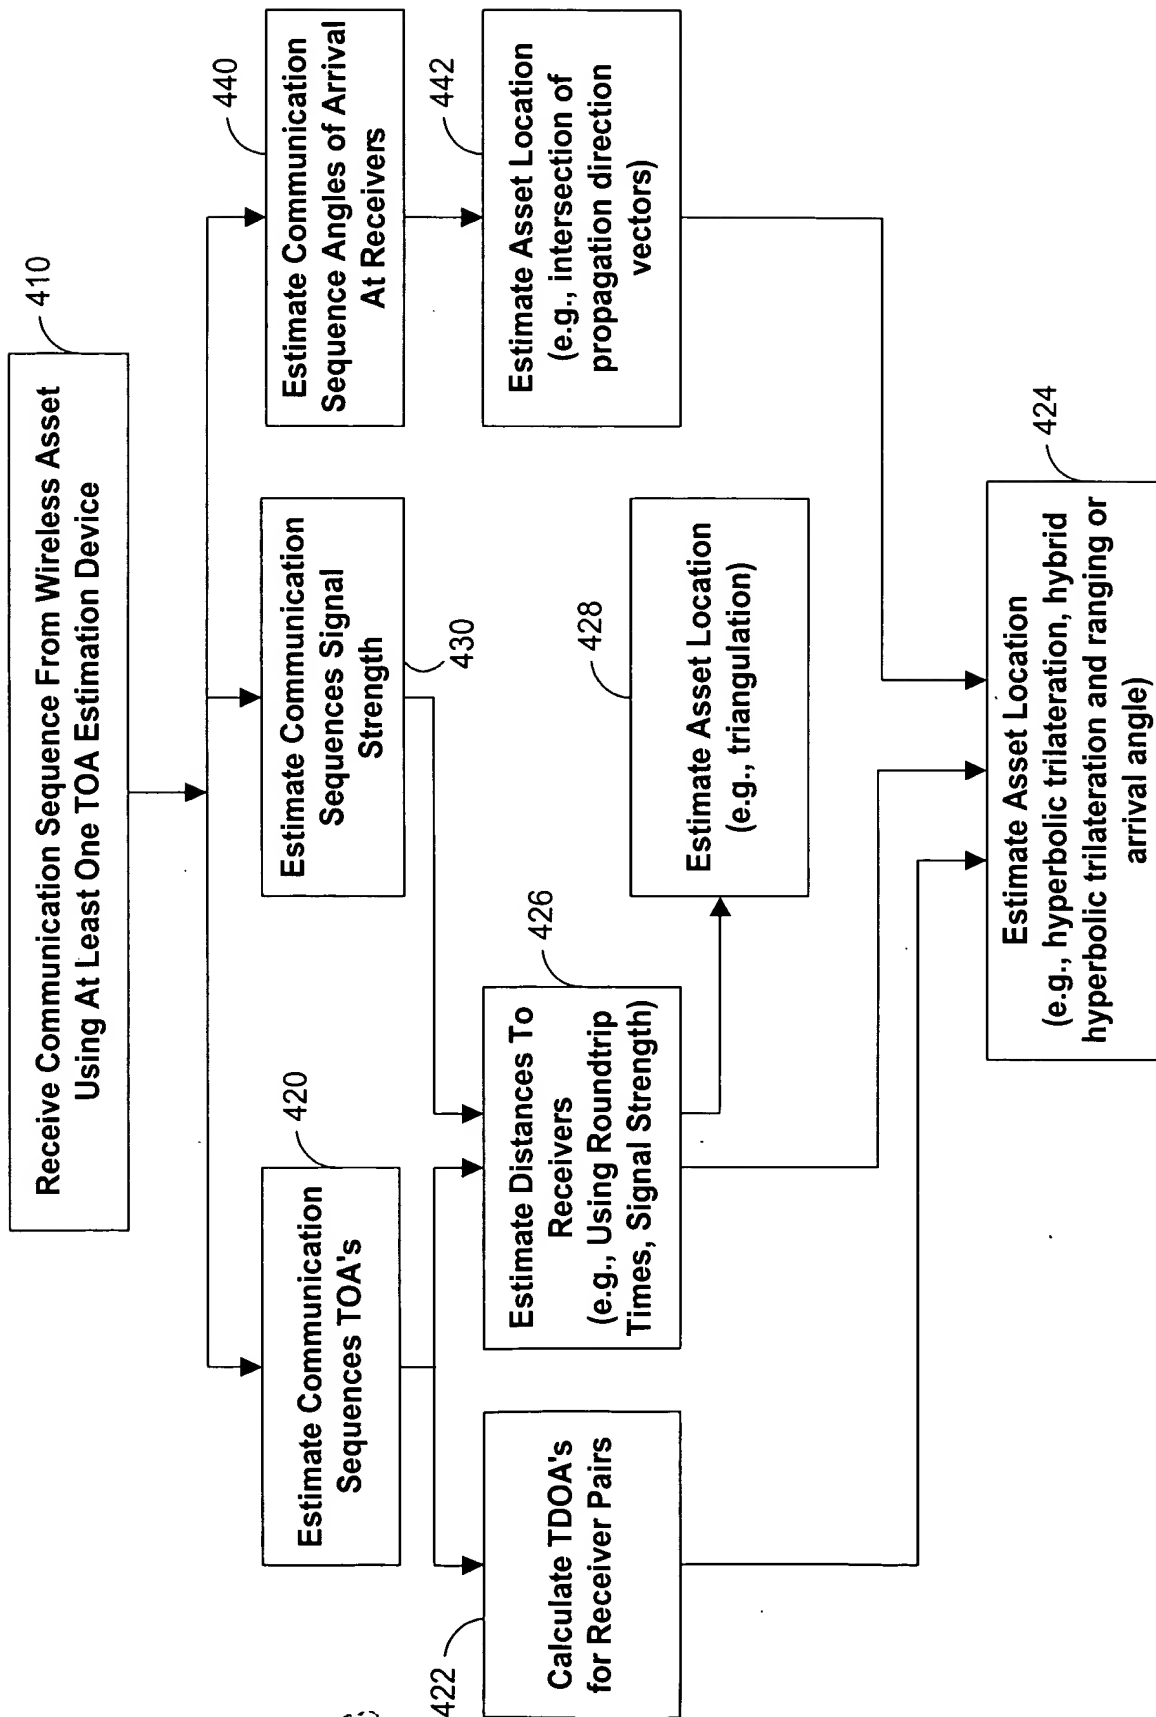 Receive Communication Sequence From Wireless Asset
Using At Least One TOA Estimation Device
410
Estimate Communication
Sequences TOA's
420
Estimate Communication
Sequences Signal
Strength
430
Estimate Communication
Sequence Angles of Arrival
At Receivers
440
Calculate TDOA's
for Receiver Pairs
422
Estimate Distances To
Receivers
(e.g., Using Roundtrip
Times, Signal Strength)
426
Estimate Asset Location
(e.g., intersection of
propagation direction
vectors)
442
Estimate Asset Location
(e.g., triangulation)
428
Estimate Asset Location
(e.g., hyperbolic trilateration, hybrid
hyperbolic trilateration and ranging or
arrival angle)
424